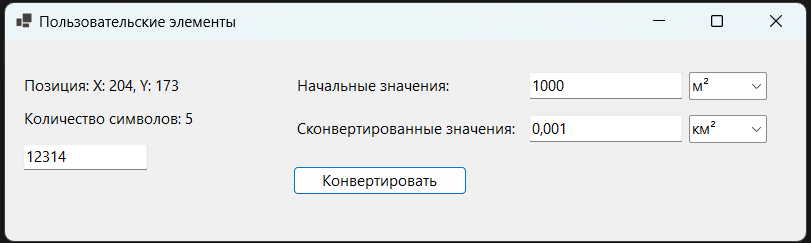 Пользовательские элементы
Позиция: X: 204, Y: 173
Количество символов: 5
12314
Начальные значения: 1000 м²
Сконвертированные значения: 0,001 км²
Конвертировать